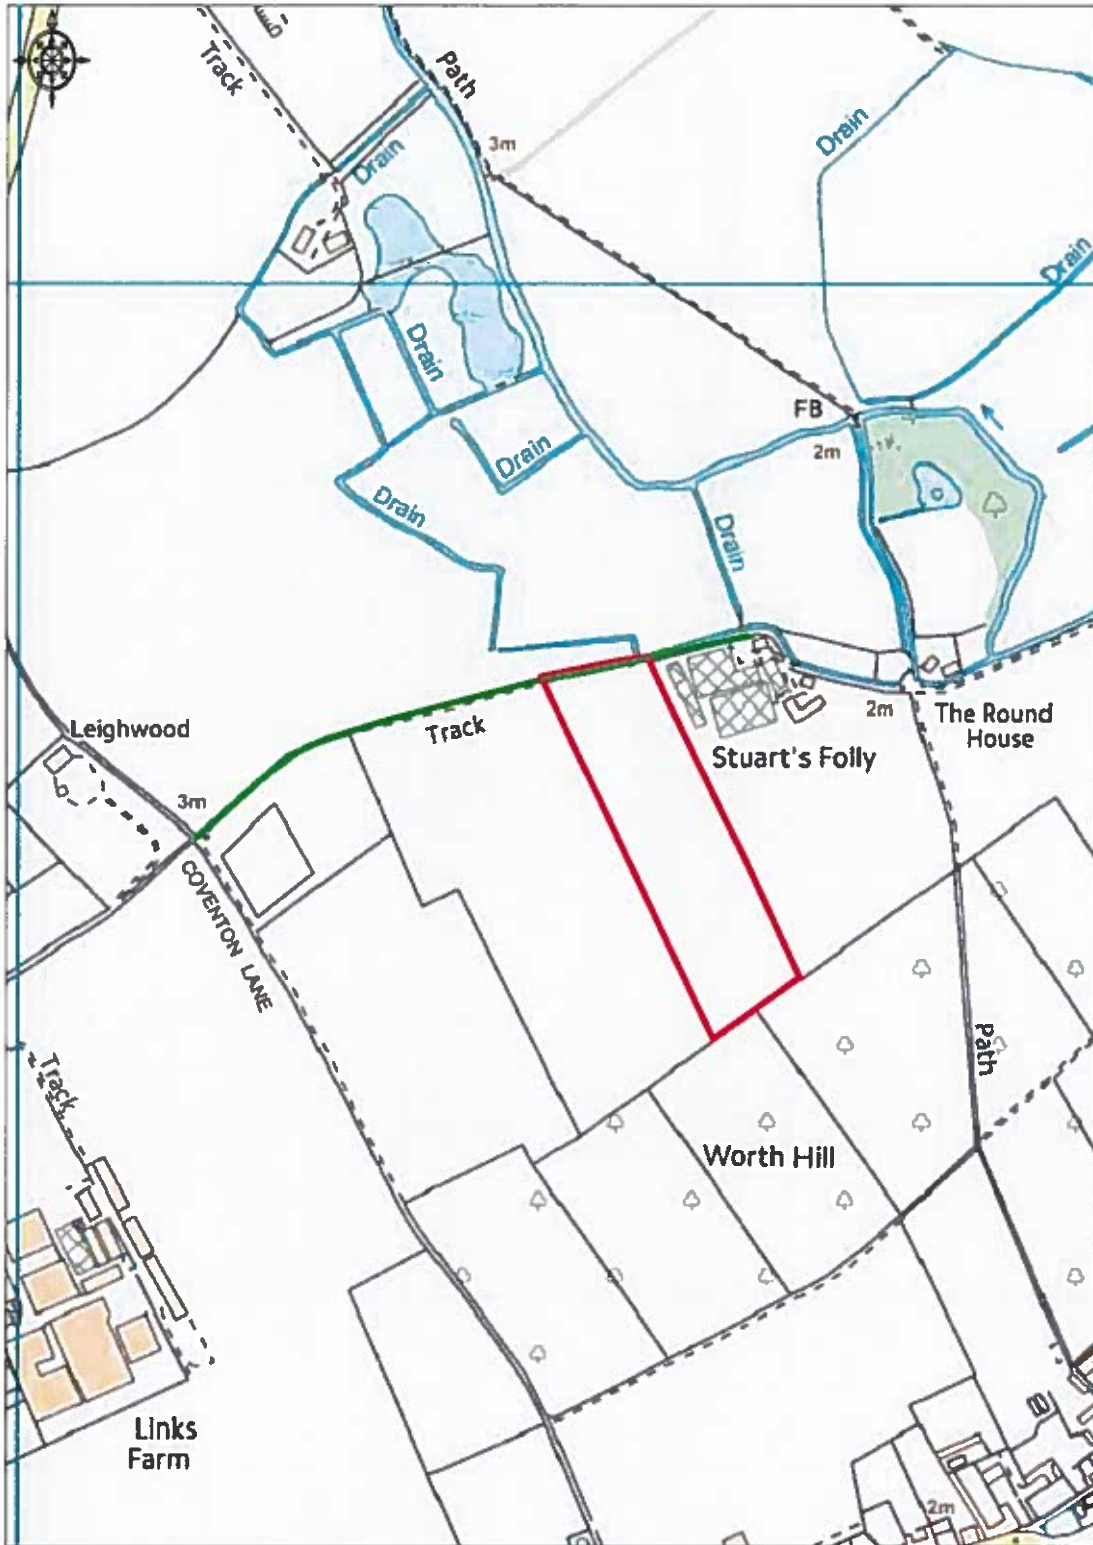 Track
Path
3m
Drain
Drain
Drain
Drain
FB
2m
Drain
Drain
Drain
Leighwood
Track
2m
The Round
House
Stuart's Folly
3m
COVENTON LANE
Path
Track
Worth Hill
Links
Farm
2m